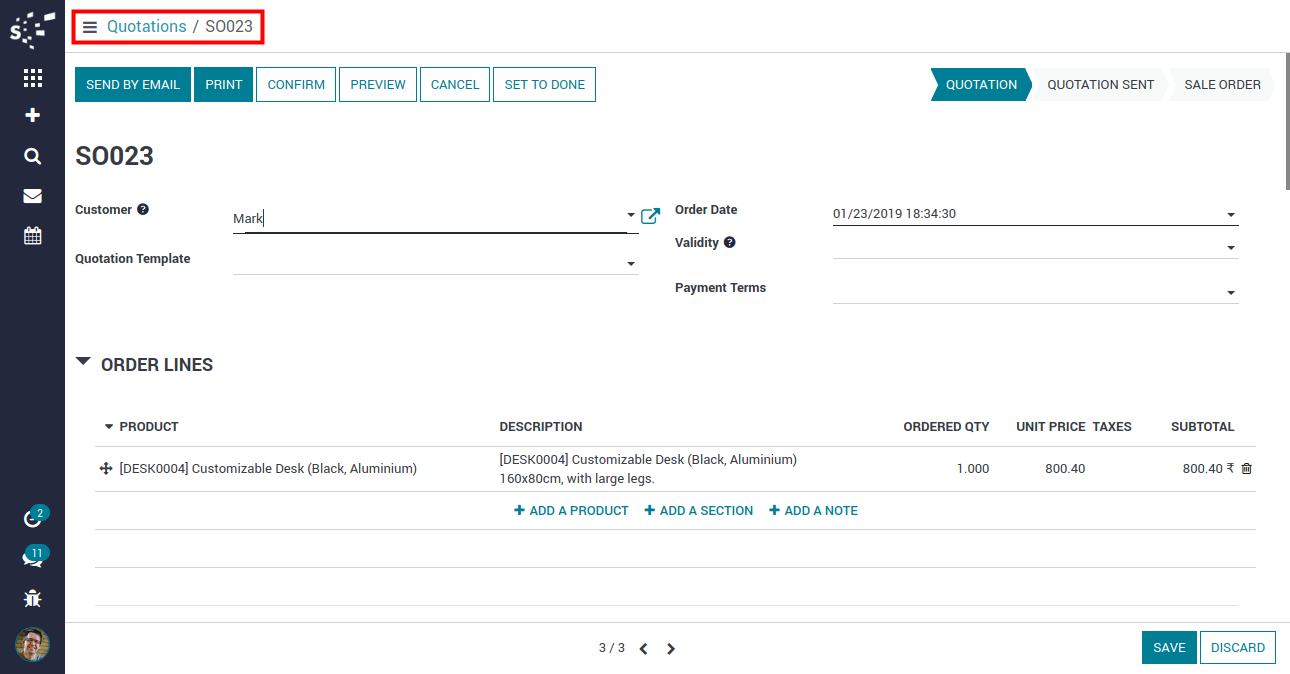 s
Quotations / SO023
SEND BY EMAIL PRINT CONFIRM PREVIEW CANCEL SET TO DONE QUOTATION QUOTATION SENT SALE ORDER
SO023
Customer ? Mark Order Date 01/23/2019 18:34:30
Validity ?
Quotation Template
Payment Terms
ORDER LINES
PRODUCT DESCRIPTION ORDERED QTY UNIT PRICE TAXES SUBTOTAL
[DESK0004] Customizable Desk (Black, Aluminium) [DESK0004] Customizable Desk (Black, Aluminium) 1.000 800.40 800.40 ₹
160x80cm, with large legs.
ADD A PRODUCT ADD A SECTION ADD A NOTE
2
11
3 / 3 SAVE DISCARD